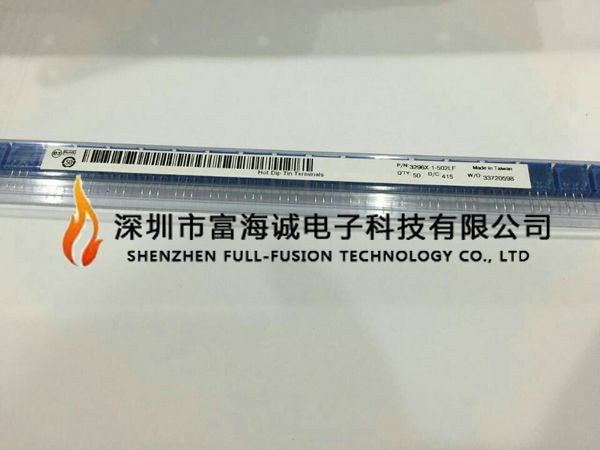 P/N: 3296X-1-502LF Made in Taiwan
QTY: 50 D/C: 415 W/O: 33720598
Hot Dip Tin Terminals
深圳市富海诚电子科技有限公司
SHENZHEN FULL-FUSION TECHNOLOGY CO., LTD